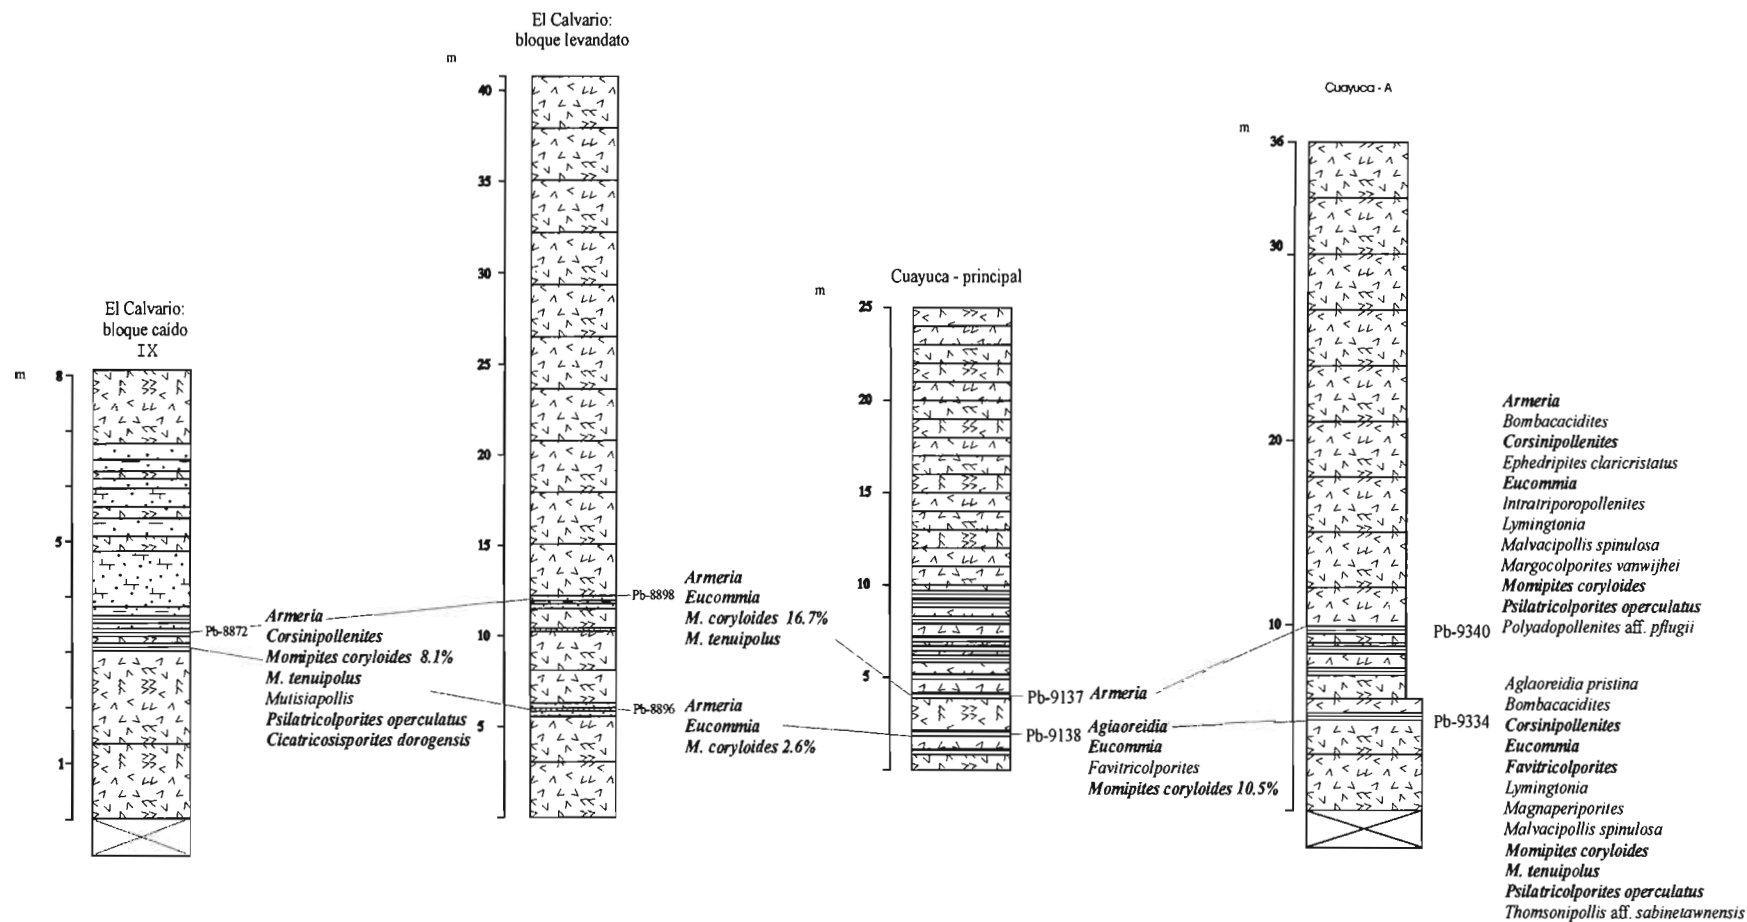 El Calvario:
bloque caído
IX
m
8
5
1
Pb-8872
Armeria
Corsinipollenites
Momipites coryloides 8.1%
M. tenuipolus
Mutisiapollis
Psilatricolporites operculatus
Cicatricosisporites dorogensis
El Calvario:
bloque levandato
m
40
35
30
25
20
15
10
5
Pb-8898
Pb-8896
Armeria
Eucommia
M. coryloides 16.7%
M. tenuipolus
Armeria
Eucommia
M. coryloides 2.6%
Cuayuca - principal
m
25
20
15
10
5
Pb-9137
Pb-9138
Armeria
Aglaoreidia
Eucommia
Favitricolporites
Momipites coryloides 10.5%
Cuayuca - A
m
36
30
20
10
Pb-9340
Pb-9334
Armeria
Bombacacidites
Corsinipollenites
Ephedripites claricristatus
Eucommia
Intratriporopollenites
Lymingtonia
Malvacipollis spinulosa
Margocolporites vanwijhei
Momipites coryloides
Psilatricolporites operculatus
Polyadopollenites aff. pflugii
Aglaoreidia pristina
Bombacacidites
Corsinipollenites
Eucommia
Favitricolporites
Lymingtonia
Magnaperiporites
Malvacipollis spinulosa
Momipites coryloides
M. tenuipolus
Psilatricolporites operculatus
Thomsonipollis aff. sabinetawnensis